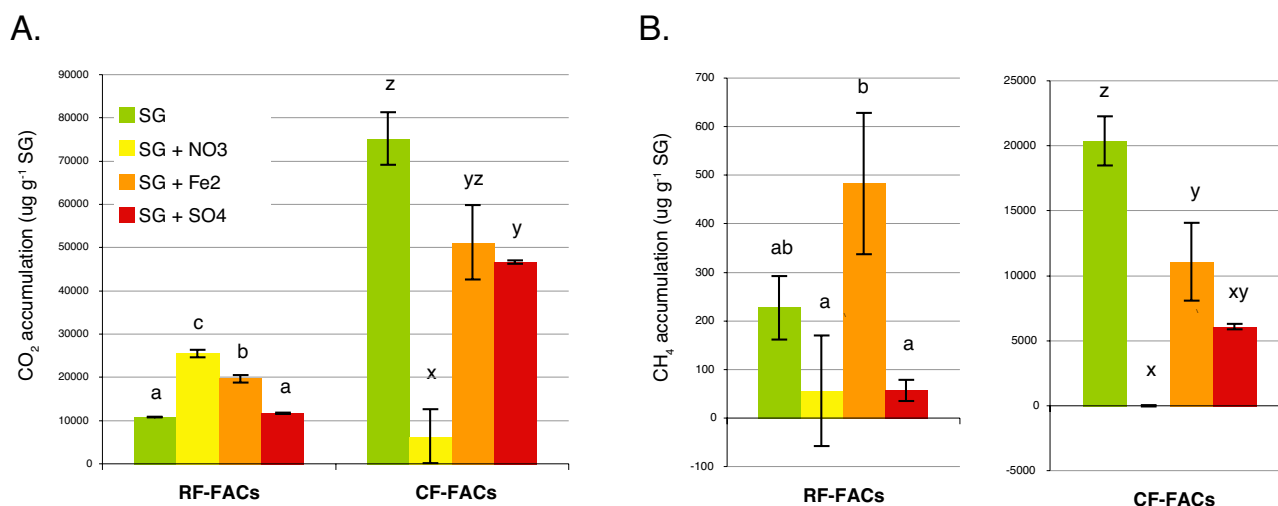 A.
CO2 accumulation (ug g-1 SG)
90000
80000
70000
60000
50000
40000
30000
20000
10000
0
SG
SG + NO3
SG + Fe2
SG + SO4
a
c
b
a
z
x
yz
y
RF-FACs
CF-FACs
B.
CH4 accumulation (ug g-1 SG)
700
600
500
400
300
200
100
0
-100
ab
a
b
a
RF-FACs
25000
20000
15000
10000
5000
0
-5000
z
x
y
xy
CF-FACs